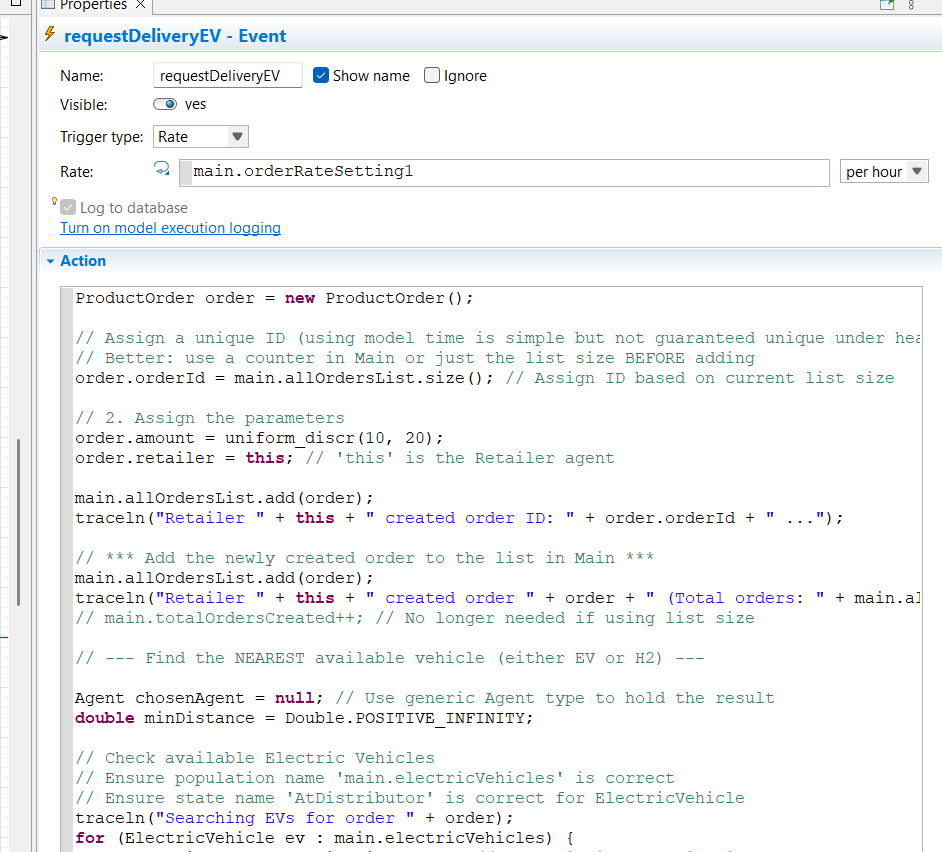 Properties
requestDeliveryEV - Event
Name: requestDeliveryEV Show name Ignore
Visible: yes
Trigger type: Rate
Rate: main.orderRateSetting1 per hour
Log to database
Turn on model execution logging
Action
ProductOrder order = new ProductOrder();
// Assign a unique ID (using model time is simple but not guaranteed unique under
// Better: use a counter in Main or just the list size BEFORE adding
order.orderId = main.allOrdersList.size(); // Assign ID based on current list size
// 2. Assign the parameters
order.amount = uniform_discr(10, 20);
order.retailer = this; // 'this' is the Retailer agent
main.allOrdersList.add(order);
traceln("Retailer " + this + " created order ID: " + order.orderId + " ...");
// *** Add the newly created order to the list in Main ***
main.allOrdersList.add(order);
traceln("Retailer " + this + " created order " + order + " (Total orders: " + main.al
// main.totalOrdersCreated++; // No longer needed if using list size
// --- Find the NEAREST available vehicle (either EV or H2) ---
Agent chosenAgent = null; // Use generic Agent type to hold the result
double minDistance = Double.POSITIVE_INFINITY;
// Check available Electric Vehicles
// Ensure population name 'main.electricVehicles' is correct
// Ensure state name 'AtDistributor' is correct for ElectricVehicle
traceln("Searching EVs for order " + order);
for (ElectricVehicle ev : main.electricVehicles) {